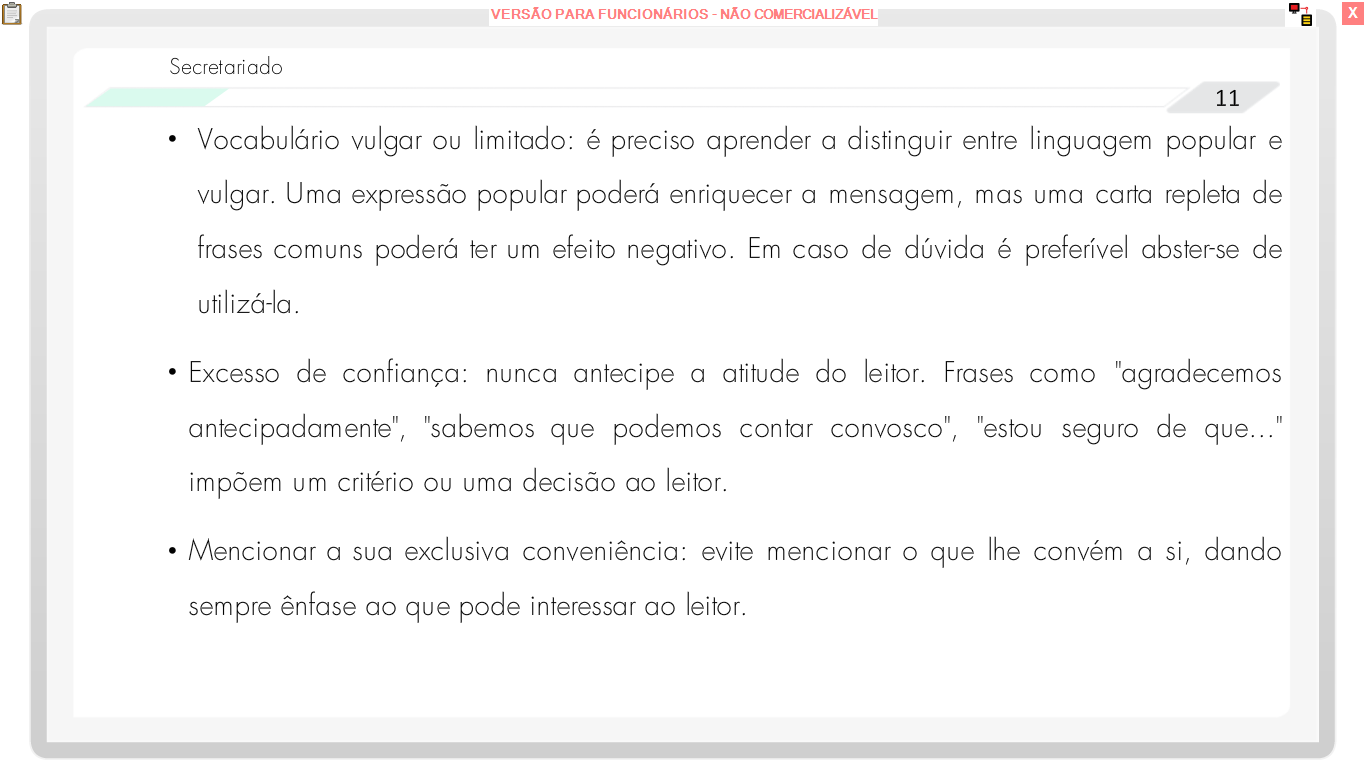 VERSÃO PARA FUNCIONÁRIOS - NÃO COMERCIALIZÁVEL
X
Secretariado
11
• Vocabulário vulgar ou limitado: é preciso aprender a distinguir entre linguagem popular e
vulgar. Uma expressão popular poderá enriquecer a mensagem, mas uma carta repleta de
frases comuns poderá ter um efeito negativo. Em caso de dúvida é preferível abster-se de
utilizá-la.
• Excesso de confiança: nunca antecipe a atitude do leitor. Frases como "agradecemos
antecipadamente", "sabemos que podemos contar convosco", "estou seguro de que..."
impõem um critério ou uma decisão ao leitor.
• Mencionar a sua exclusiva conveniência: evite mencionar o que lhe convém a si, dando
sempre ênfase ao que pode interessar ao leitor.